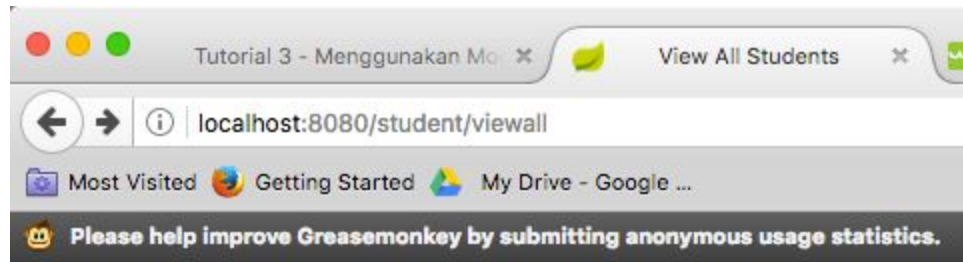 Tutorial 3 - Menggunakan Mo
View All Students
localhost:8080/student/viewall
Most Visited Getting Started My Drive - Google ...
Please help improve Greasemonkey by submitting anonymous usage statistics.